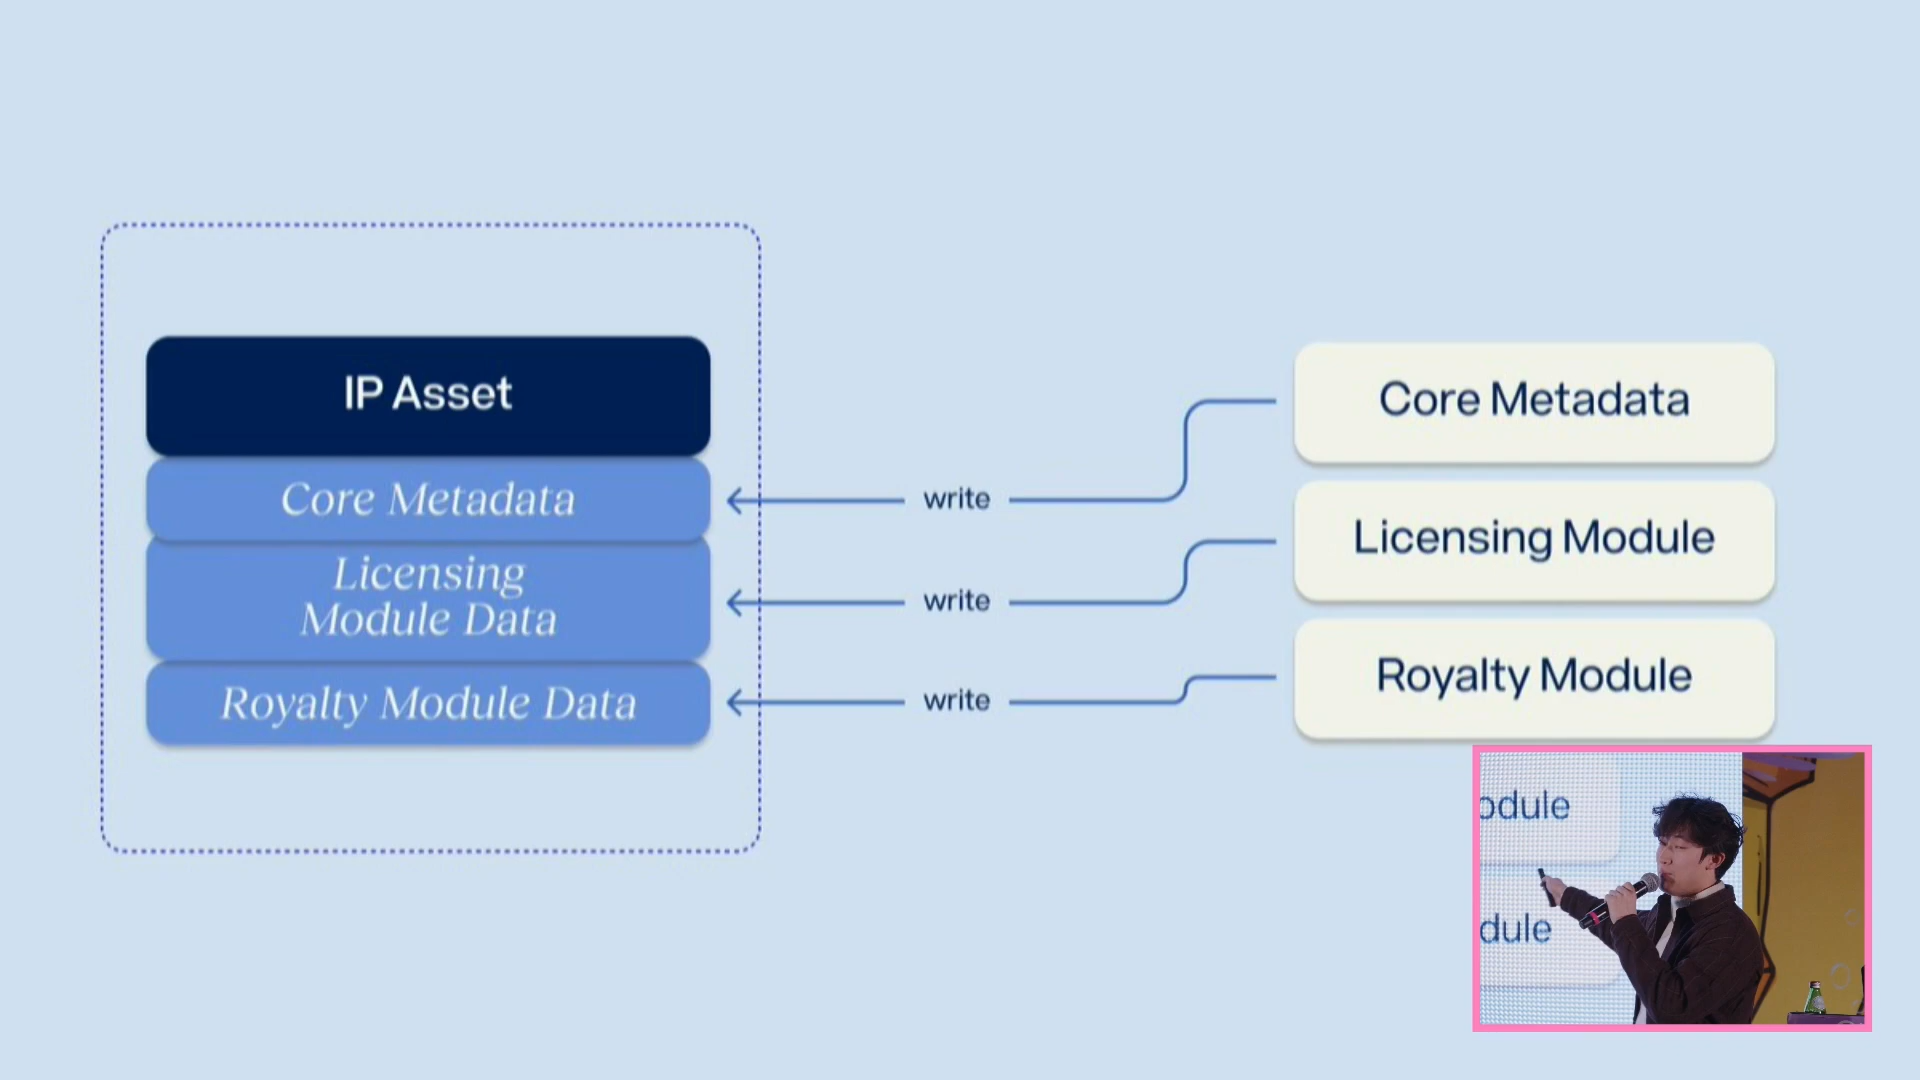 IP Asset
Core Metadata
Licensing
Module Data
Royalty Module Data
write
write
write
Core Metadata
Licensing Module
Royalty Module
odule
dule